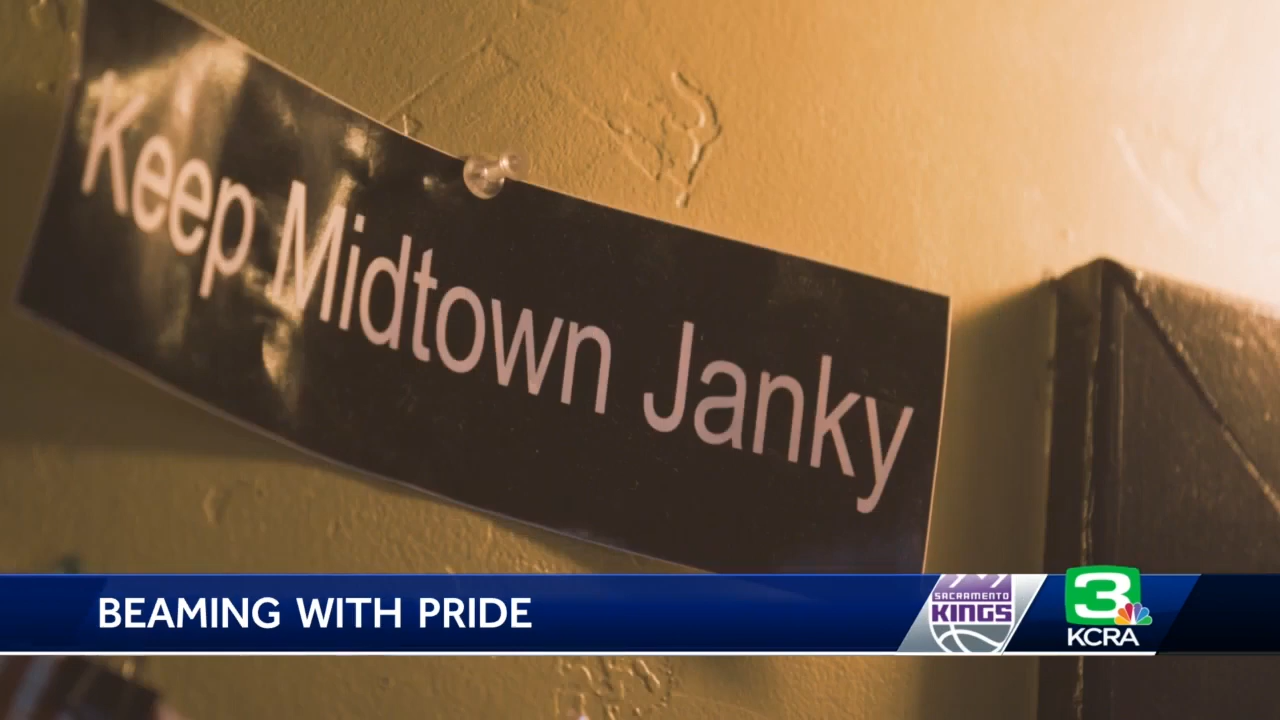 Keep Midtown Janky
BEAMING WITH PRIDE
SACRAMENTO
KINGS
3
KCRA